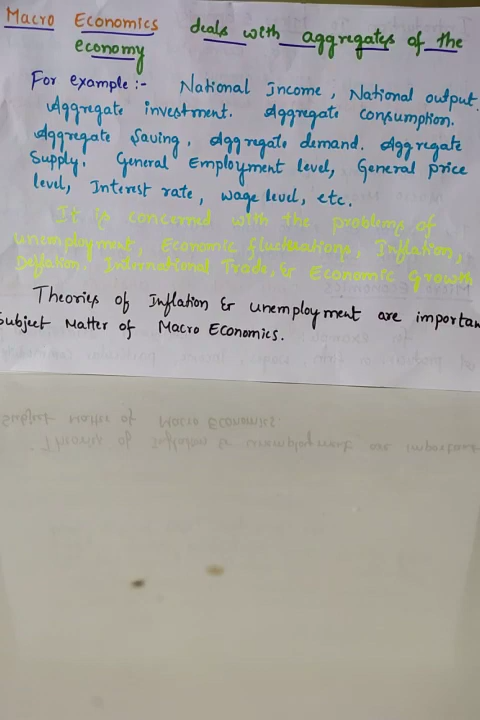 Macro Economics deals with aggregates of the
economy
For example :- National Income, National output.
Aggregate investment. Aggregate consumption.
Aggregate Saving, Aggregate demand. Aggregate
Supply. General Employment level, General price
level, Interest rate, wage level, etc.
It is concerned with the problems of
unemployment, Economic fluctuations, Inflation,
Deflation. International Trade, & Economic Growth
Theories of Inflation & unemployment are importan
Subject Matter of Macro Economics.